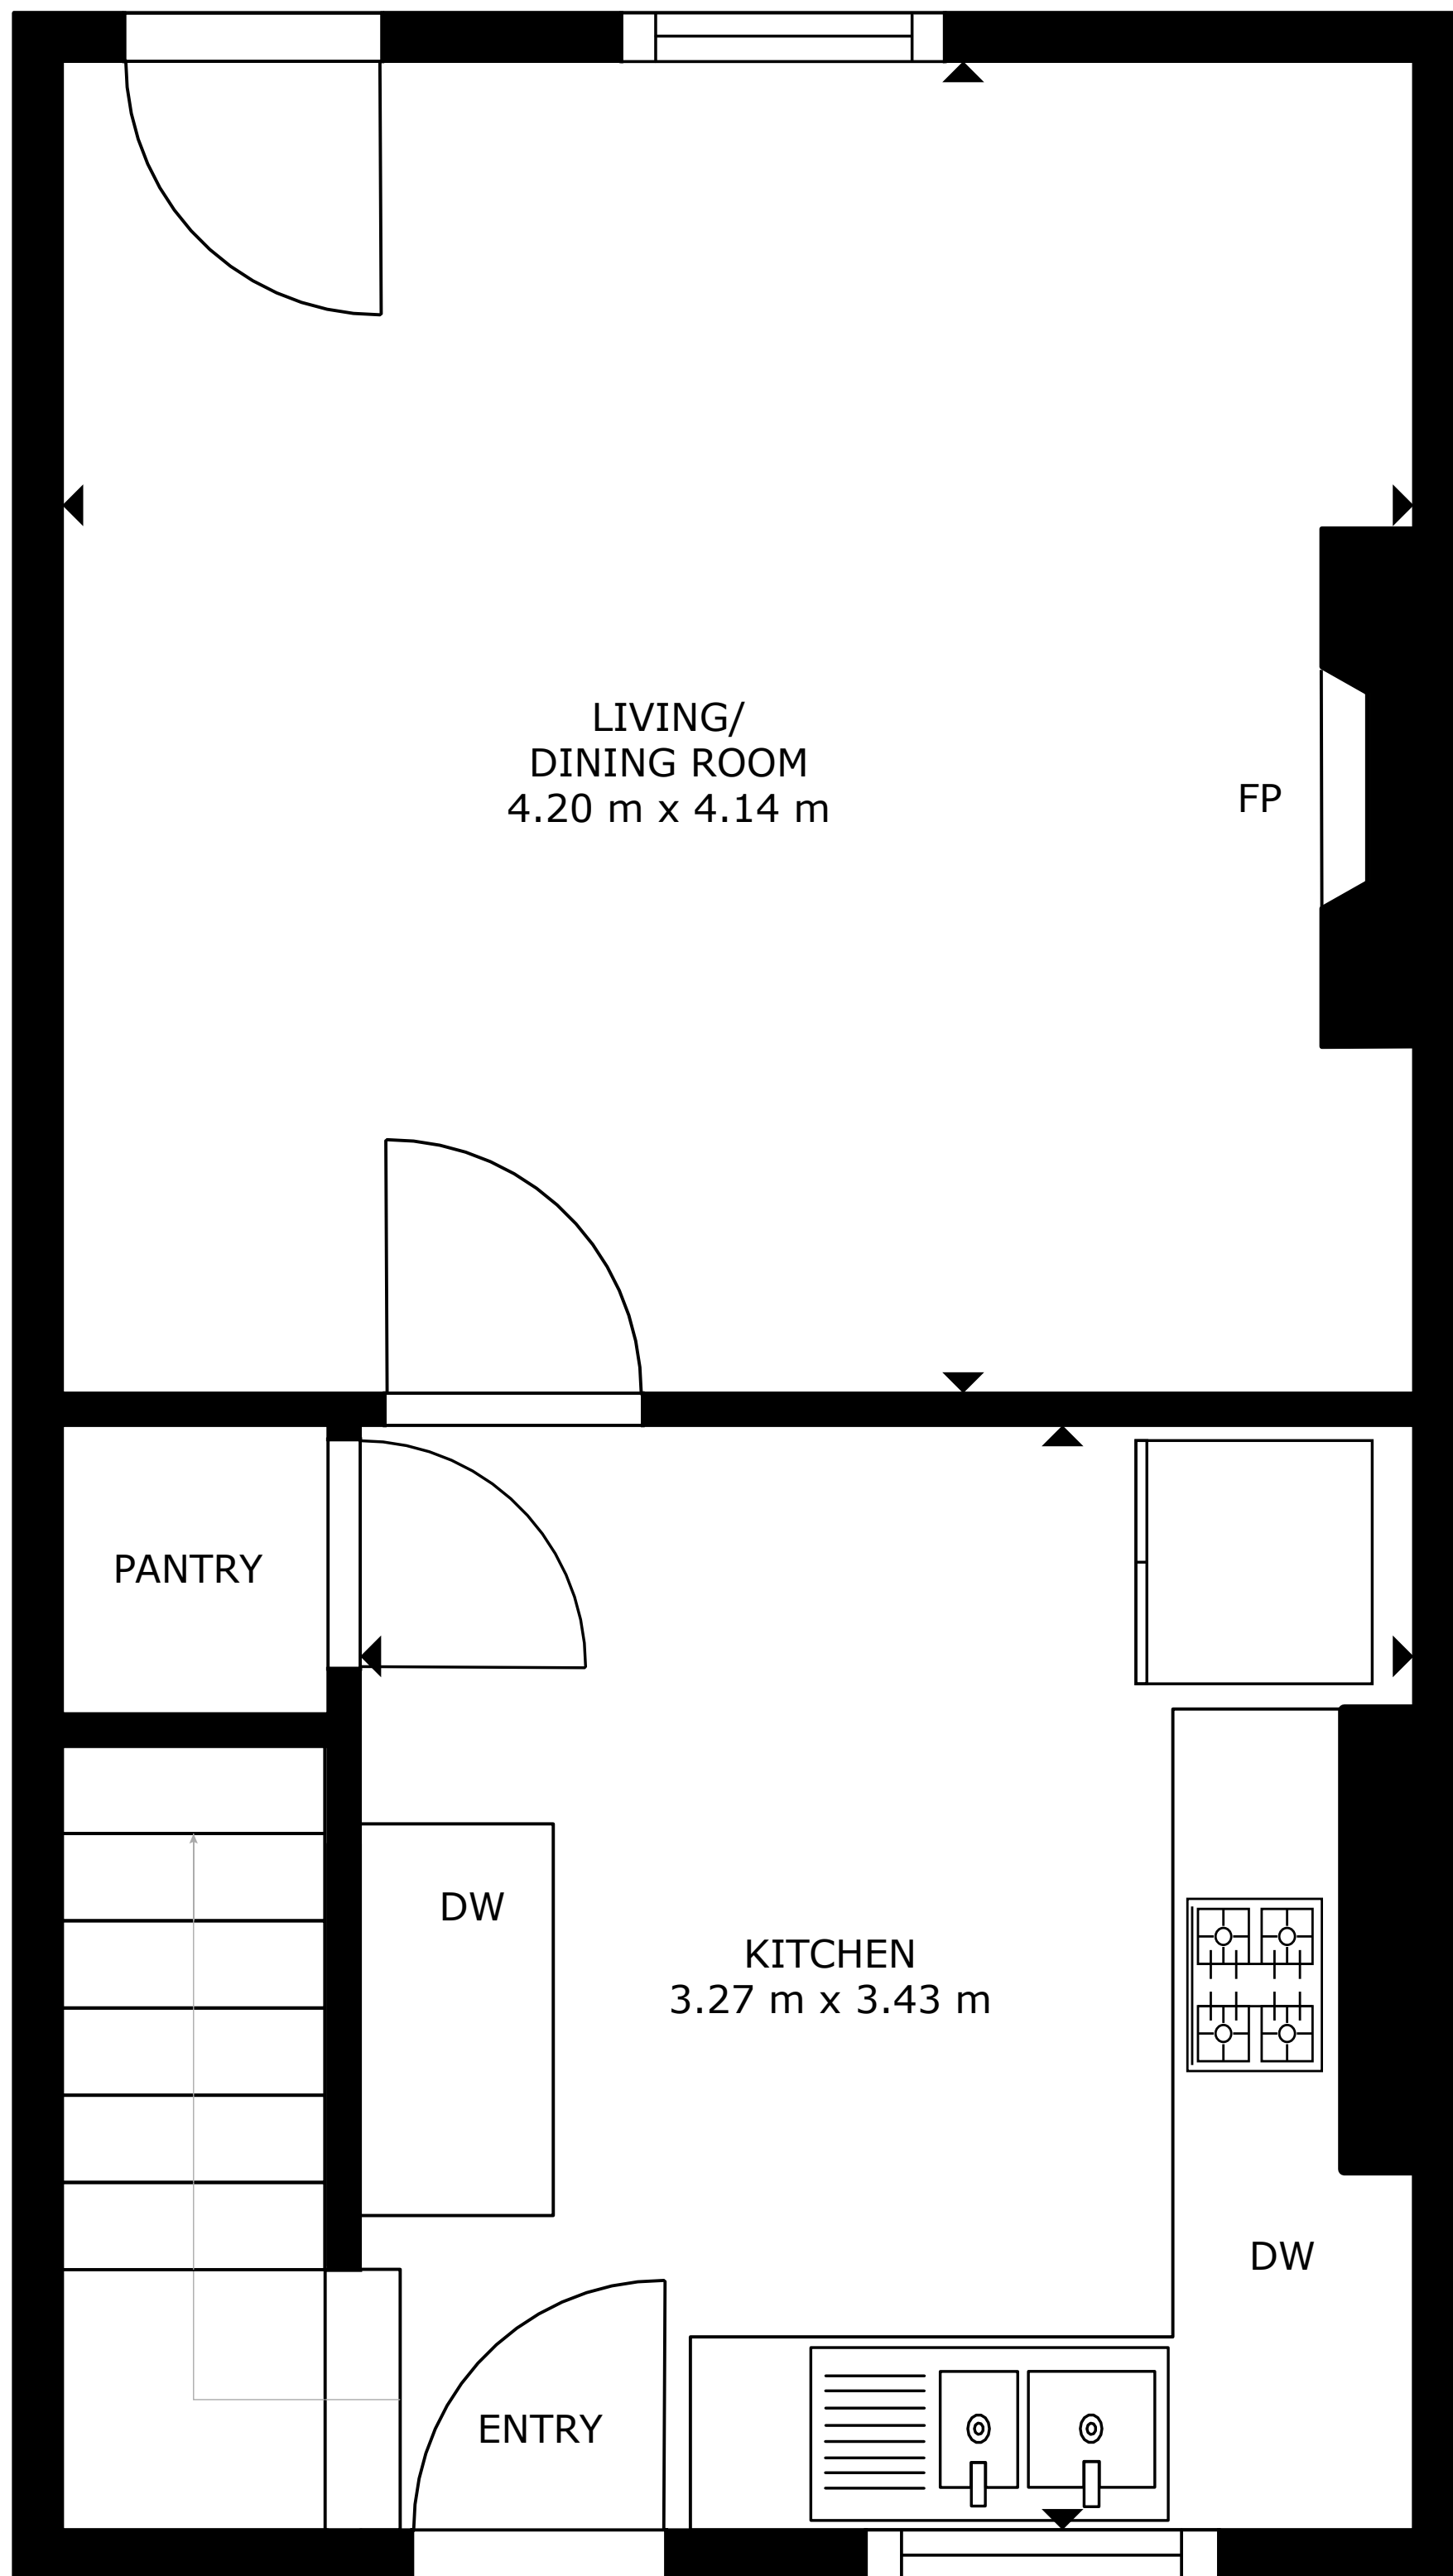 LIVING/
DINING ROOM
4.20 m x 4.14 m
FP
PANTRY
DW
KITCHEN
3.27 m x 3.43 m
DW
ENTRY